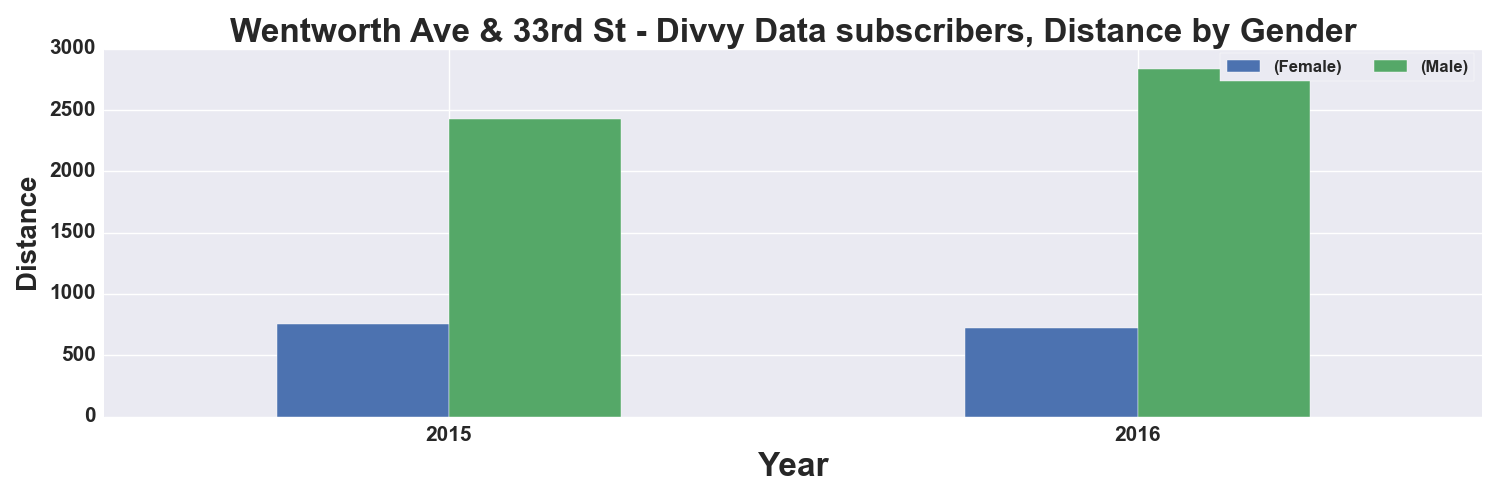 Wentworth Ave & 33rd St - Divvy Data subscribers, Distance by Gender
(Female) (Male)
3000
2500
2000
1500
1000
500
0
Distance
2015 2016
Year